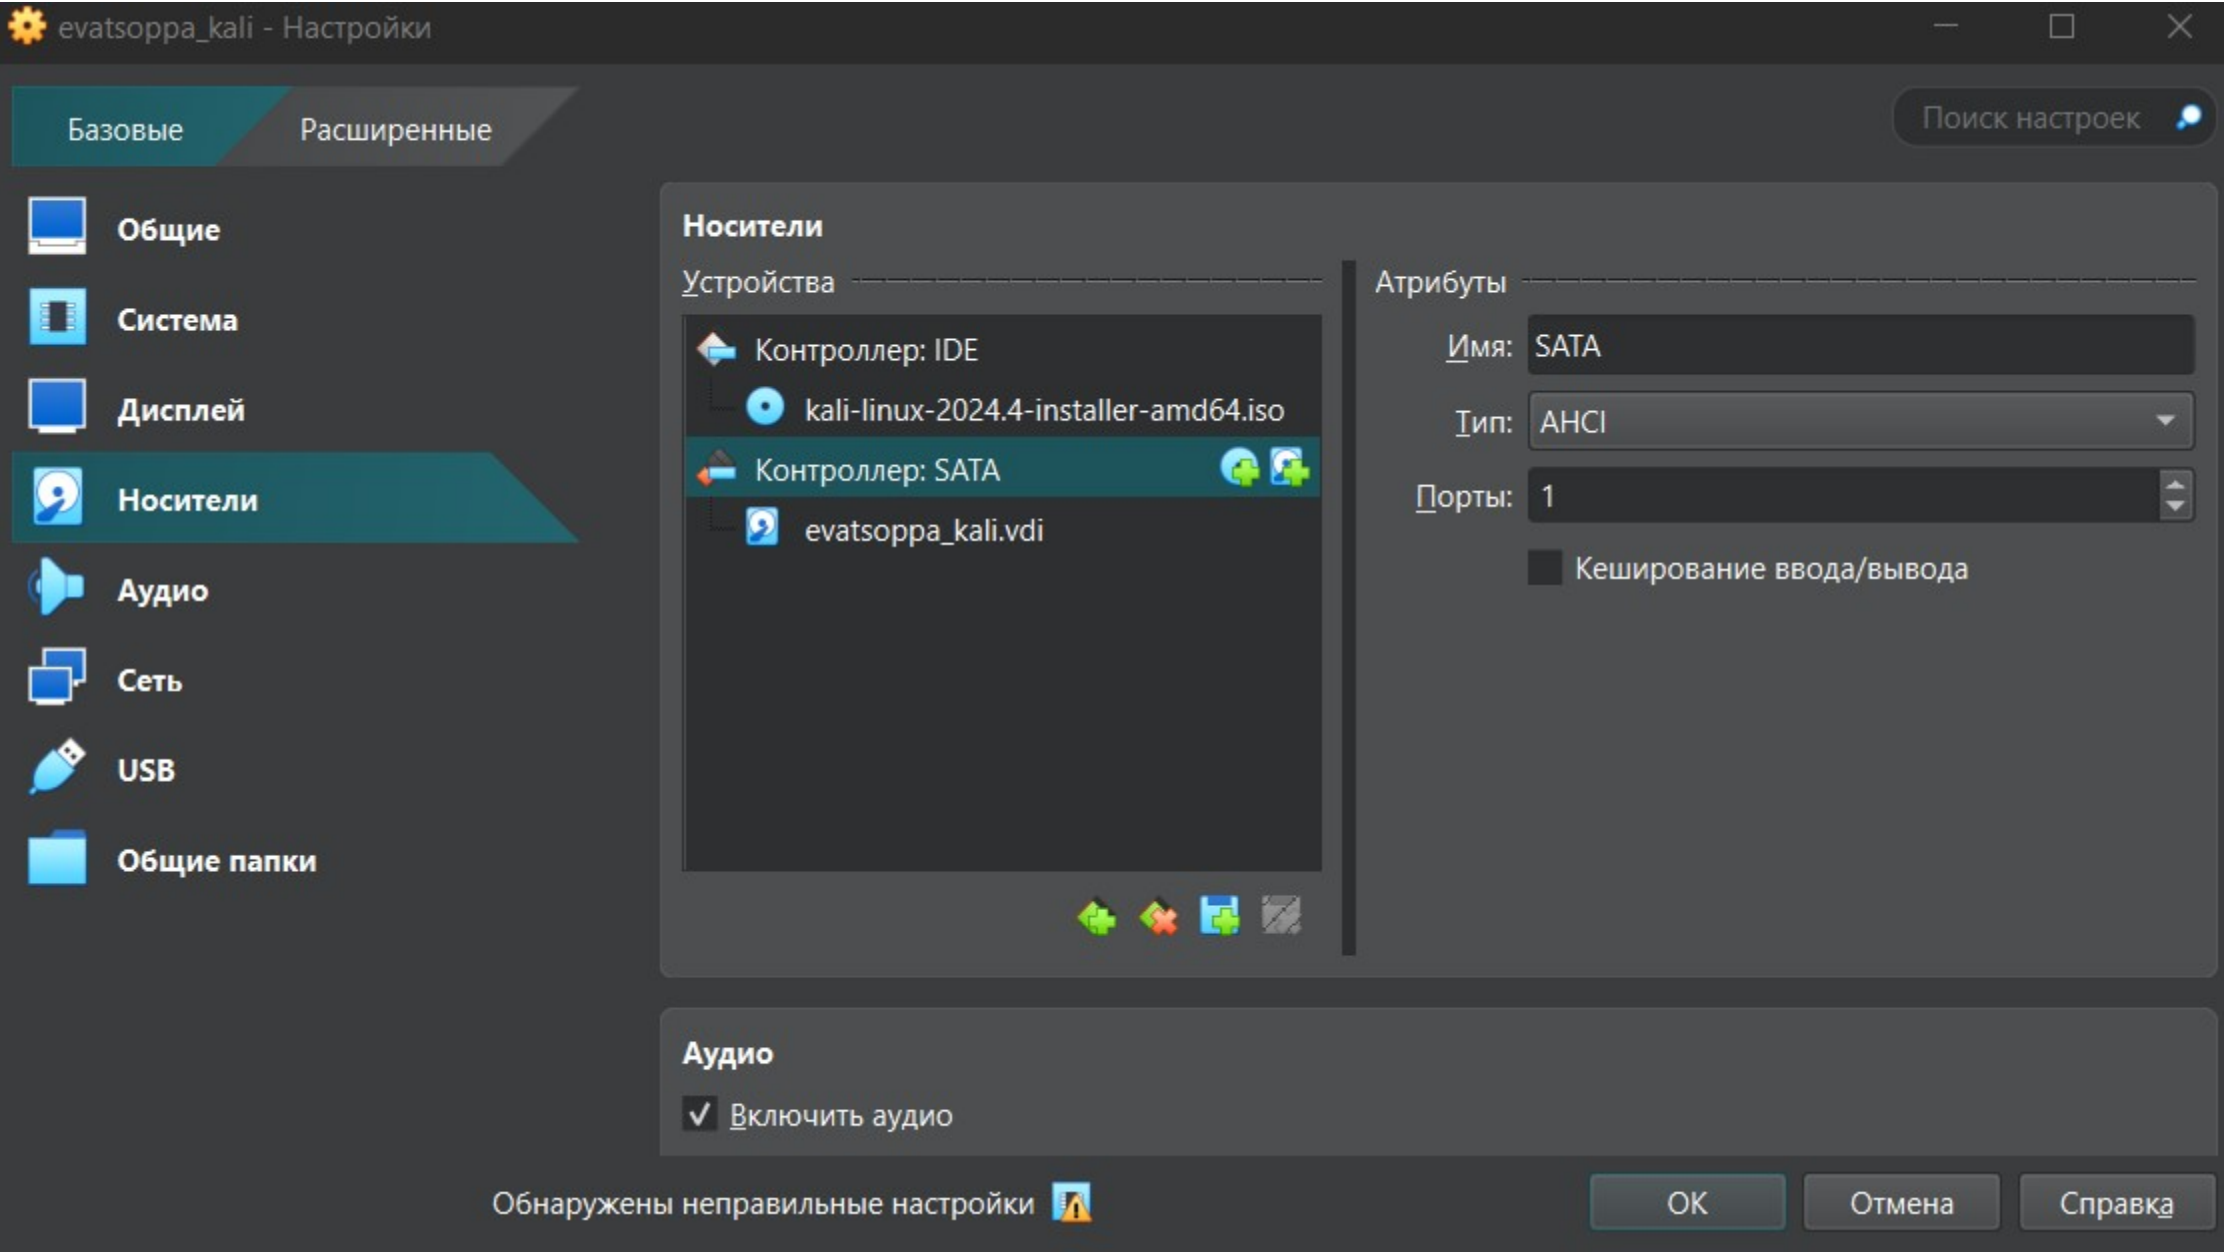 evatsoppa_kali - Настройки
Базовые
Расширенные
Поиск настроек
Общие
Система
Дисплей
Носители
Аудио
Сеть
USB
Общие папки
Носители
Устройства
Контроллер: IDE
kali-linux-2024.4-installer-amd64.iso
Контроллер: SATA
evatsoppa_kali.vdi
Атрибуты
Имя: SATA
Тип: AHCI
Порты: 1
Кеширование ввода/вывода
Аудио
Включить аудио
Обнаружены неправильные настройки
OK
Отмена
Справка